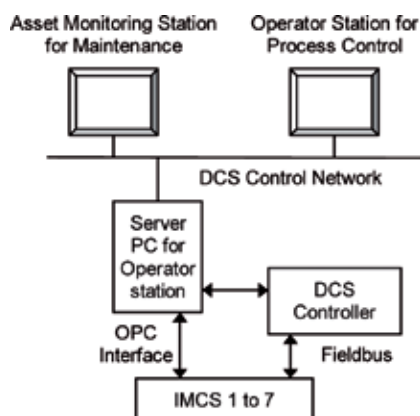 Asset Monitoring Station
for Maintenance
Operator Station for
Process Control
DCS Control Network
Server
PC for
Operator
station
DCS
Controller
OPC
Interface
Fieldbus
IMCS 1 to 7